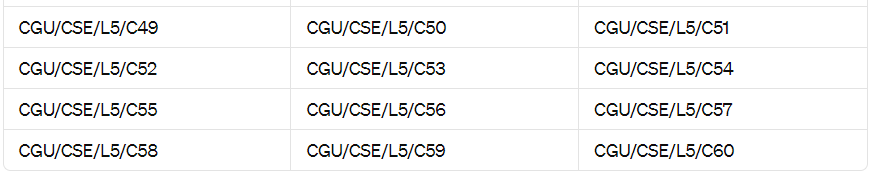 CGU/CSE/L5/C49 CGU/CSE/L5/C50 CGU/CSE/L5/C51
CGU/CSE/L5/C52 CGU/CSE/L5/C53 CGU/CSE/L5/C54
CGU/CSE/L5/C55 CGU/CSE/L5/C56 CGU/CSE/L5/C57
CGU/CSE/L5/C58 CGU/CSE/L5/C59 CGU/CSE/L5/C60